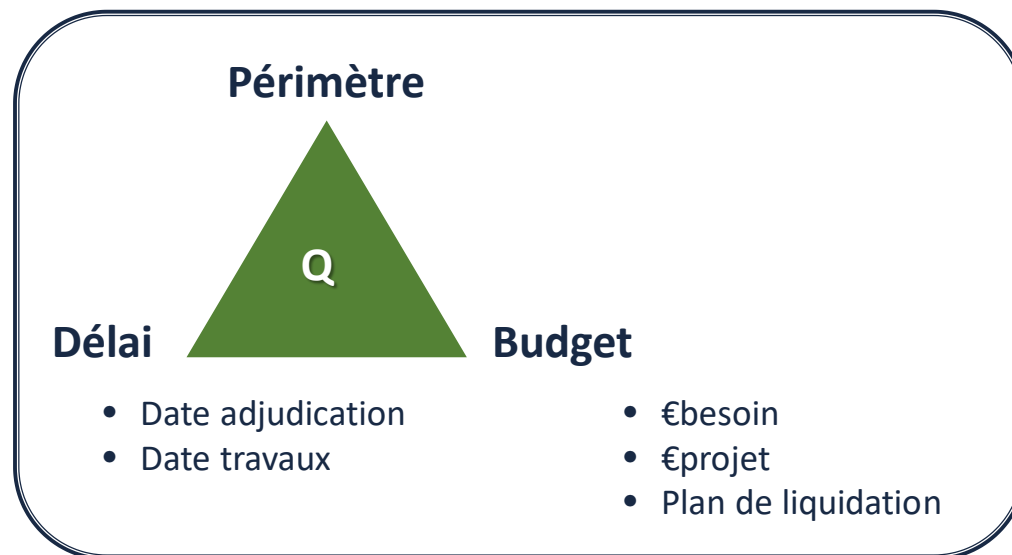 Périmètre
Q
Délai
Budget
• Date adjudication
• Date travaux
• €besoin
• €projet
• Plan de liquidation